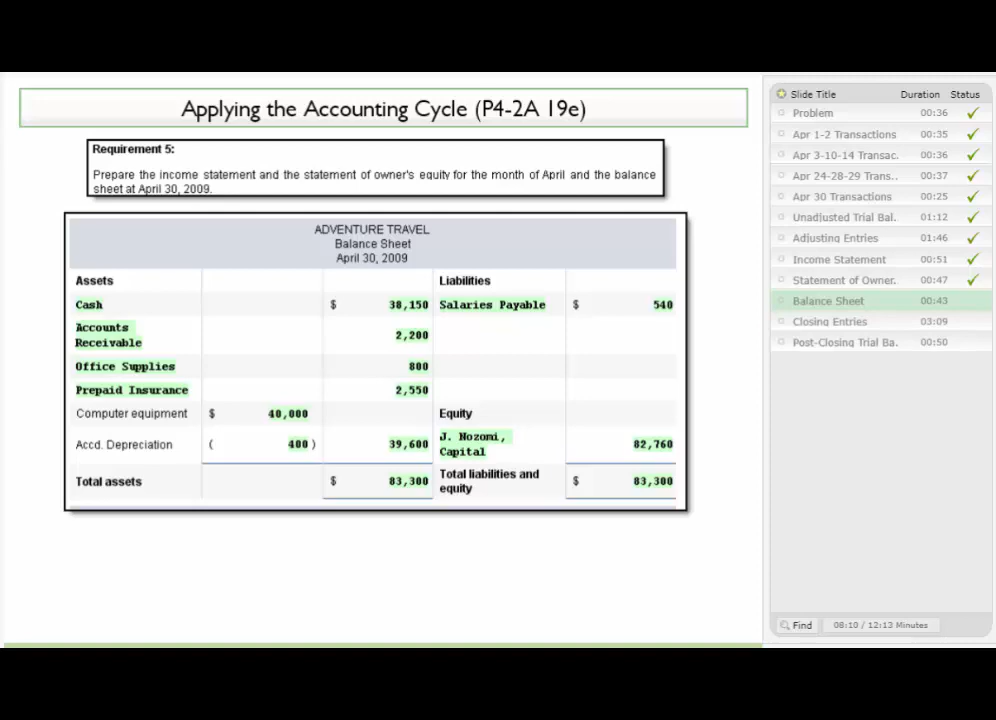 Applying the Accounting Cycle (P4-2A 19e)
Requirement 5:
Prepare the income statement and the statement of owner's equity for the month of April and the balance
sheet at April 30, 2009.
ADVENTURE TRAVEL
Balance Sheet
April 30, 2009
Assets Liabilities
Cash $ 38,150 Salaries Payable $ 540
Accounts
Receivable 2,200
Office Supplies 800
Prepaid Insurance 2,550
Computer equipment $ 40,000 Equity
Accd. Depreciation ( 400 ) 39,600 J. Nozomi,
Capital 82,760
Total assets $ 83,300 Total liabilities and
equity $ 83,300
Slide Title Duration Status
Problem 00:36
Apr 1-2 Transactions 00:35
Apr 3-10-14 Transac. 00:36
Apr 24-28-29 Trans.. 00:37
Apr 30 Transactions 00:25
Unadjusted Trial Bal. 01:12
Adjusting Entries 01:46
Income Statement 00:51
Statement of Owner. 00:47
Balance Sheet 00:43
Closing Entries 03:09
Post-Closing Trial Ba. 00:50
Find 08:10 / 12:13 Minutes